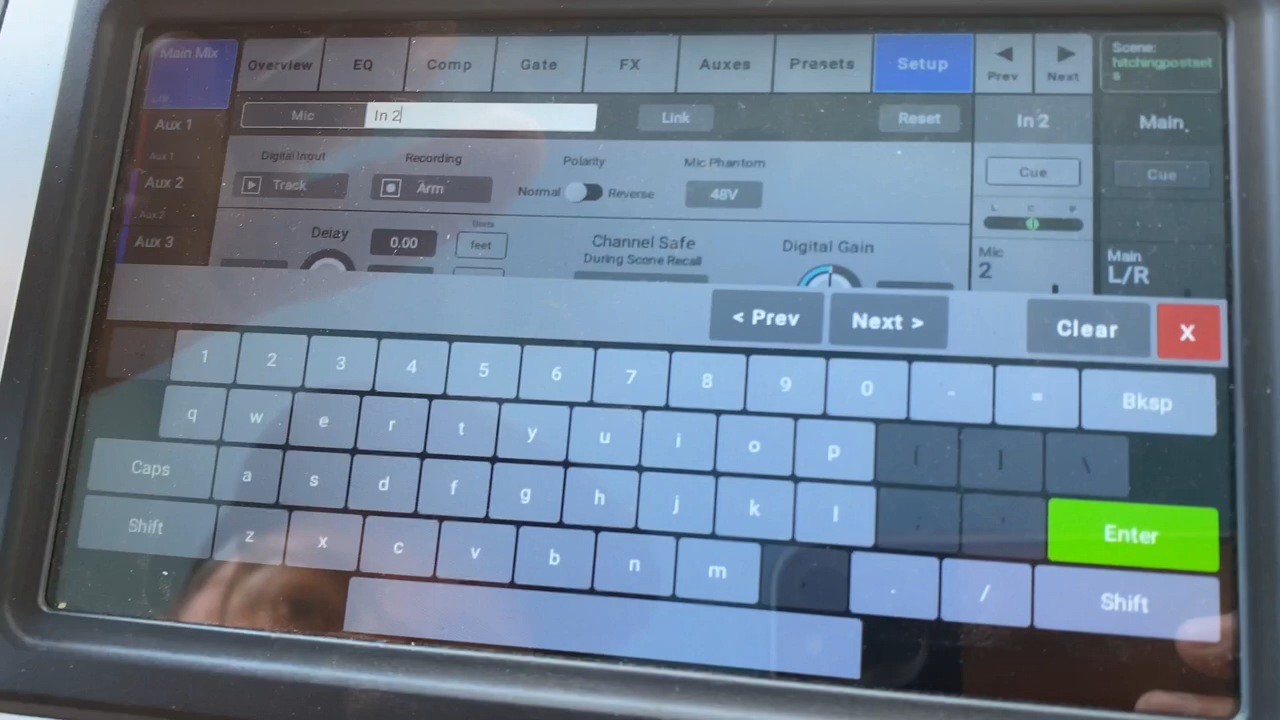 Main Mix
Overview EQ Comp Gate FX Auxes Presets Setup
Prev Next
Scene:
hitchingpostset
s
Mic In 2 Link Reset In 2 Main
Aux 1
Aux 1
Aux 2
Aux 2
Aux 3
Digital Input Recording Polarity Mic Phantom
Track Arm Normal Reverse 48V Cue Cue
L C
Delay 0.00 Units
feet
Channel Safe
During Scene Recall
Digital Gain
Mic
2
Main
L/R
< Prev Next > Clear X
1 2 3 4 5 6 7 8 9 0 - = Bksp
q w e r t y u i o p [ ] \
Caps a s d f g h j k l ; ' Enter
Shift z x c v b n m . / Shift